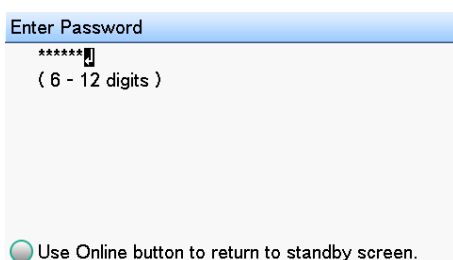 Enter Password
******↲
( 6 - 12 digits )
Use Online button to return to standby screen.